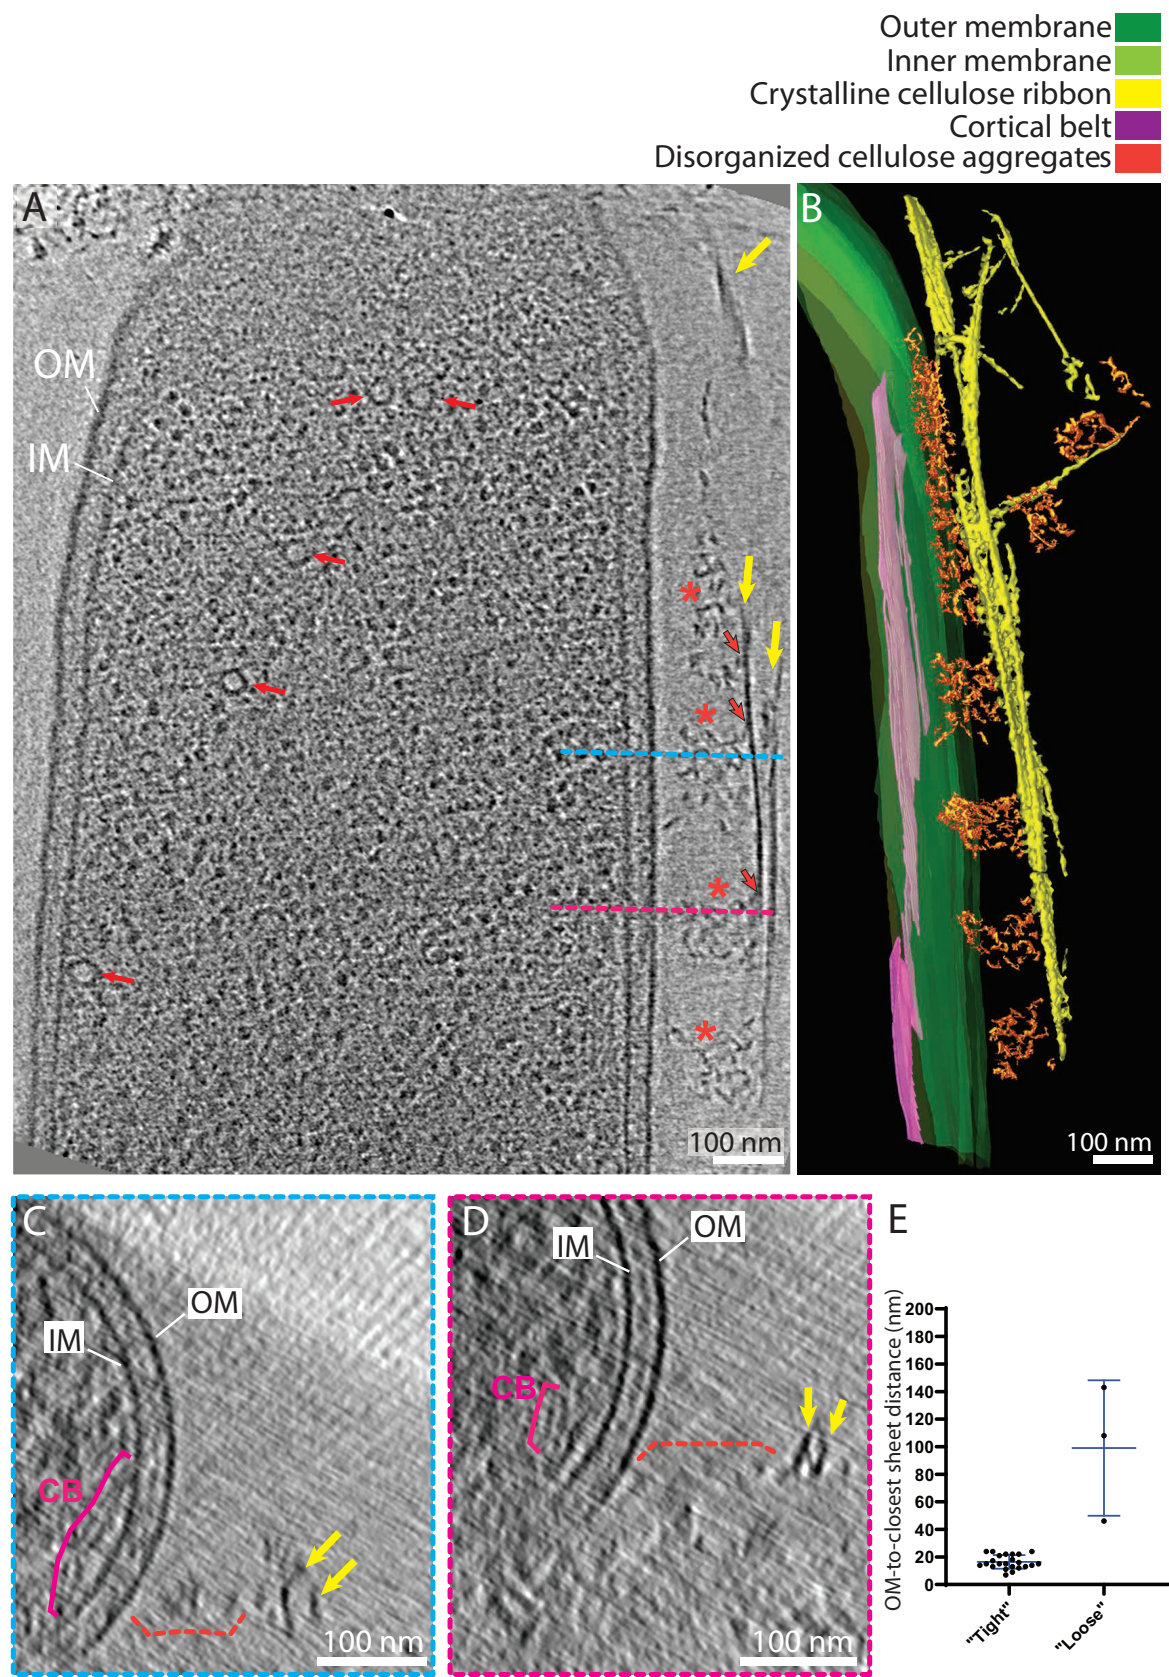 Outer membrane
Inner membrane
Crystalline cellulose ribbon
Cortical belt
Disorganized cellulose aggregates
A
B
OM
IM
*
*
*
*
100 nm
100 nm
C
OM
IM
CB
100 nm
D
OM
IM
CB
100 nm
E
OM-to-closest sheet distance (nm)
200
180
160
140
120
100
80
60
40
20
0
"Tight"
"Loose"